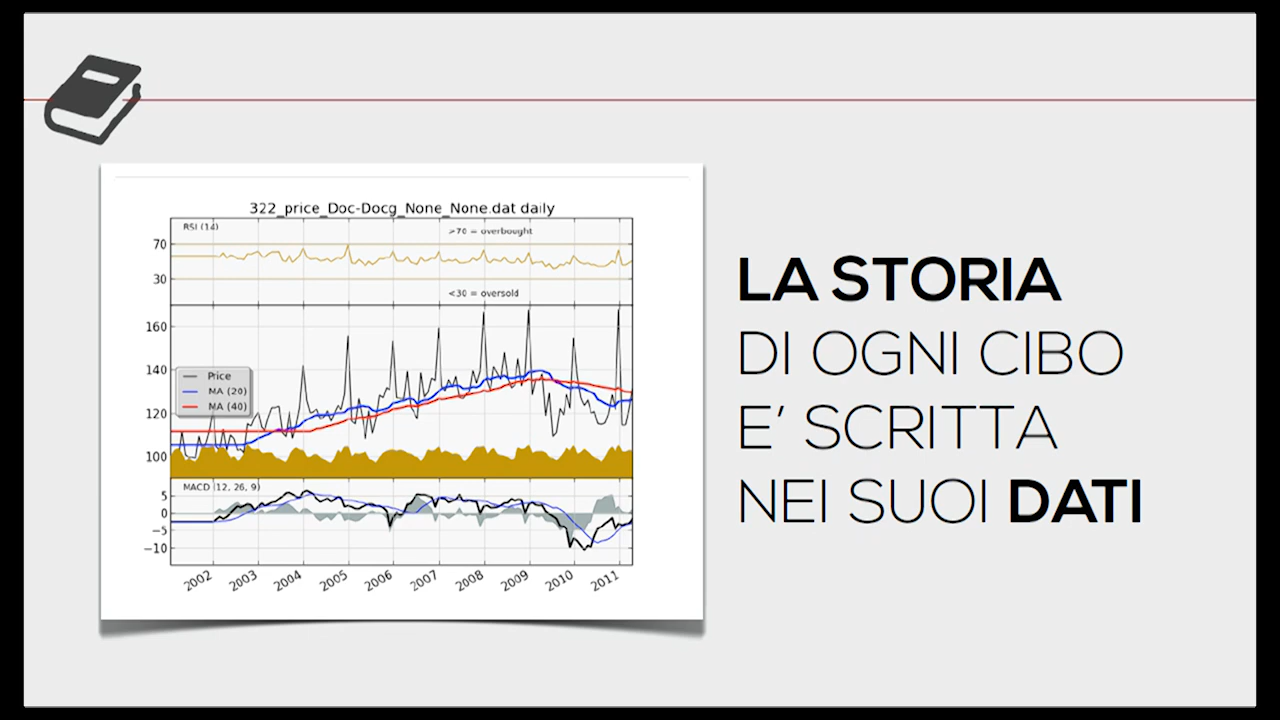 322_price_Doc-Docg_None_None.dat daily
RSI (14)
>70 = overbought
70
30
<30 = oversold
160
140
120
100
Price
MA (20)
MA (40)
MACD (12, 26, 9)
5
0
−5
−10
2002 2003 2004 2005 2006 2007 2008 2009 2010 2011
LA STORIA
DI OGNI CIBO
E’ SCRITTA
NEI SUOI DATI